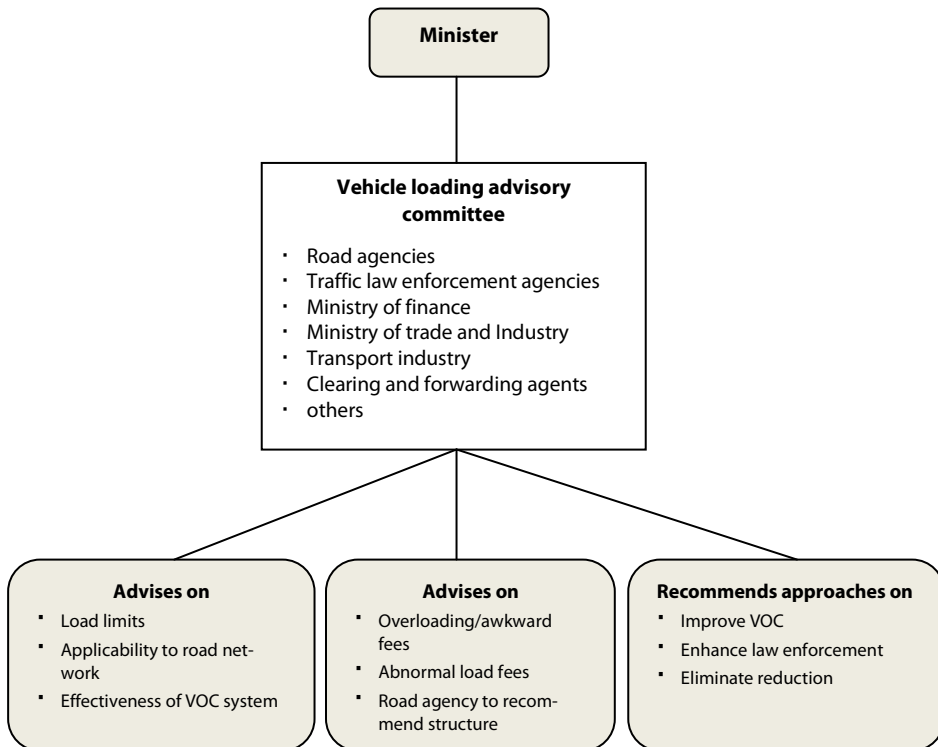 Minister
Vehicle loading advisory
committee
· Road agencies
· Traffic law enforcement agencies
· Ministry of finance
· Ministry of trade and Industry
· Transport industry
· Clearing and forwarding agents
· others
Advises on
· Load limits
· Applicability to road net-
work
· Effectiveness of VOC system
Advises on
· Overloading/awkward
fees
· Abnormal load fees
· Road agency to recom-
mend structure
Recommends approaches on
· Improve VOC
· Enhance law enforcement
· Eliminate reduction